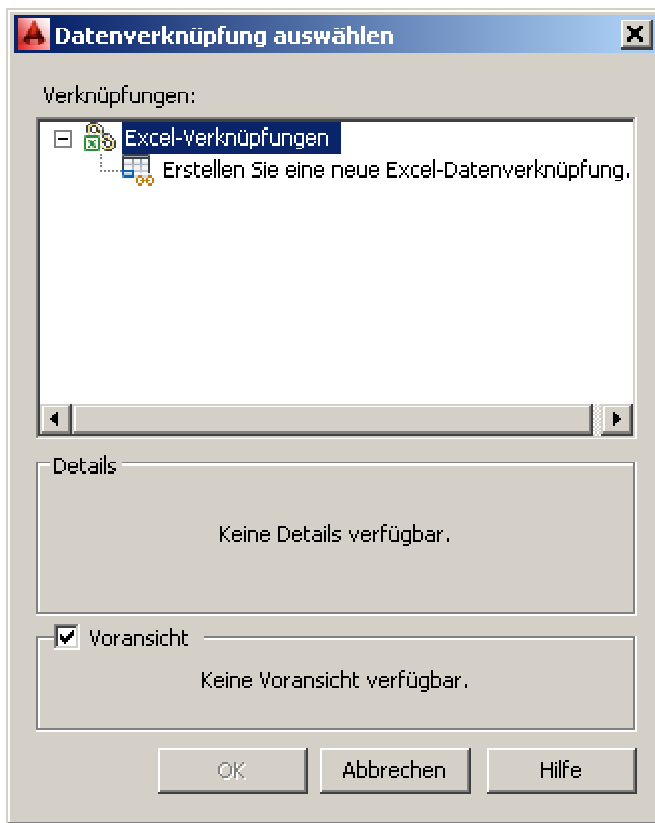 Datenverknüpfung auswählen
Verknüpfungen:
Excel-Verknüpfungen
Erstellen Sie eine neue Excel-Datenverknüpfung.
Details
Keine Details verfügbar.
Voransicht
Keine Voransicht verfügbar.
OK Abbrechen Hilfe